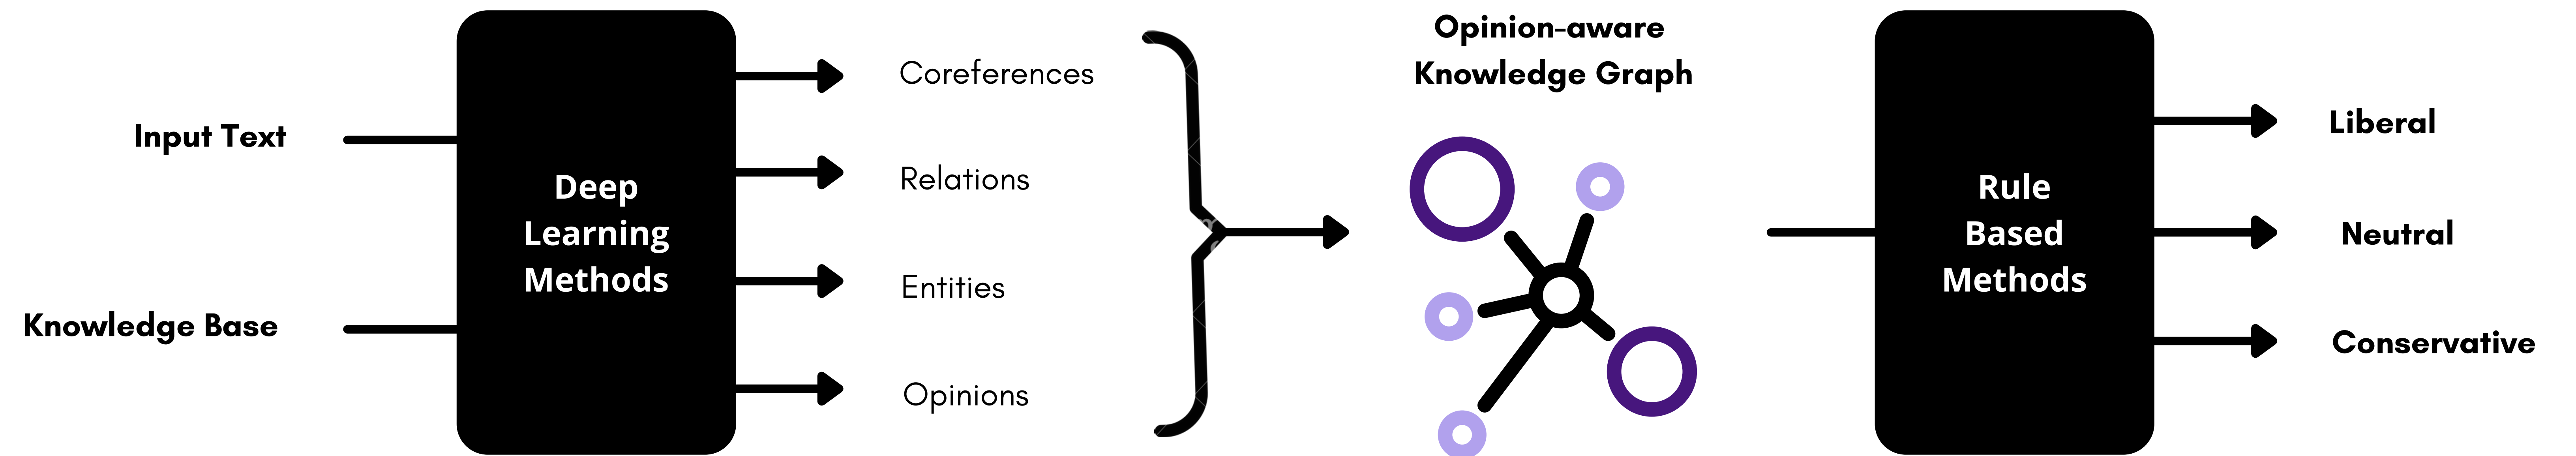 Input Text
Knowledge Base
Deep
Learning
Methods
Coreferences
Relations
Entities
Opinions
Opinion-aware
Knowledge Graph
Rule
Based
Methods
Liberal
Neutral
Conservative